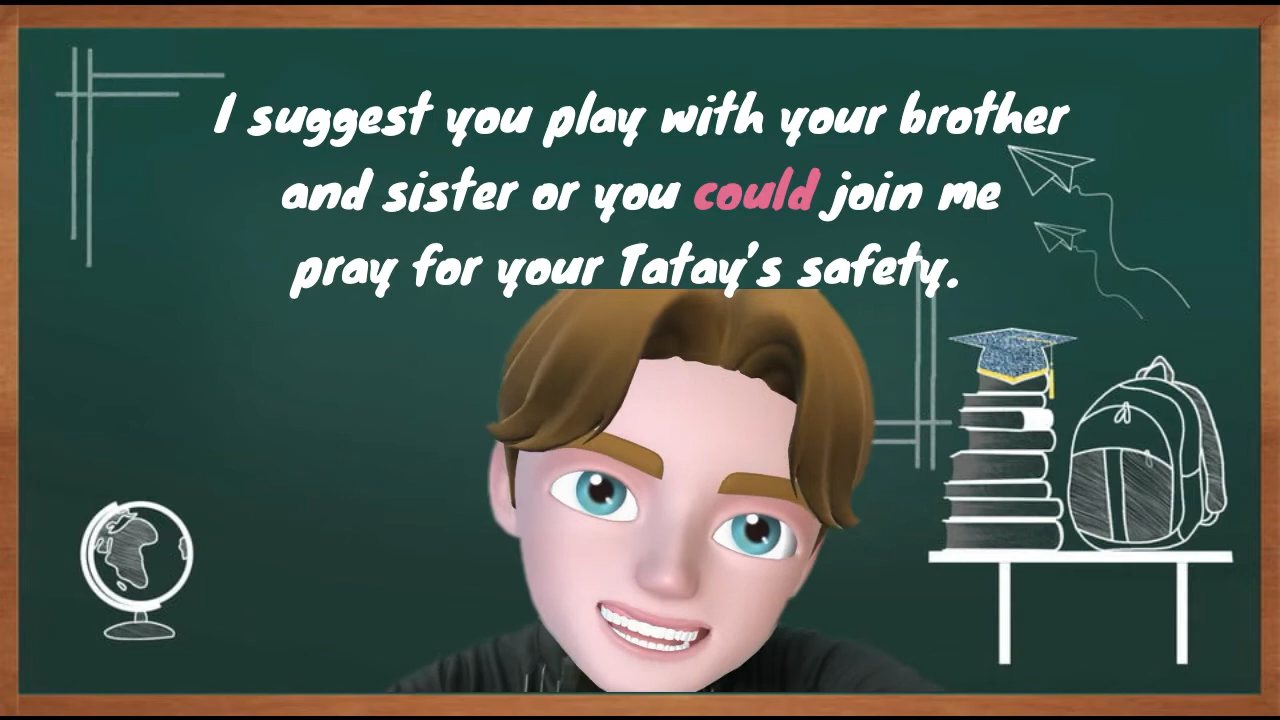 I suggest you play with your brother
and sister or you could join me
pray for your Tatay's safety.